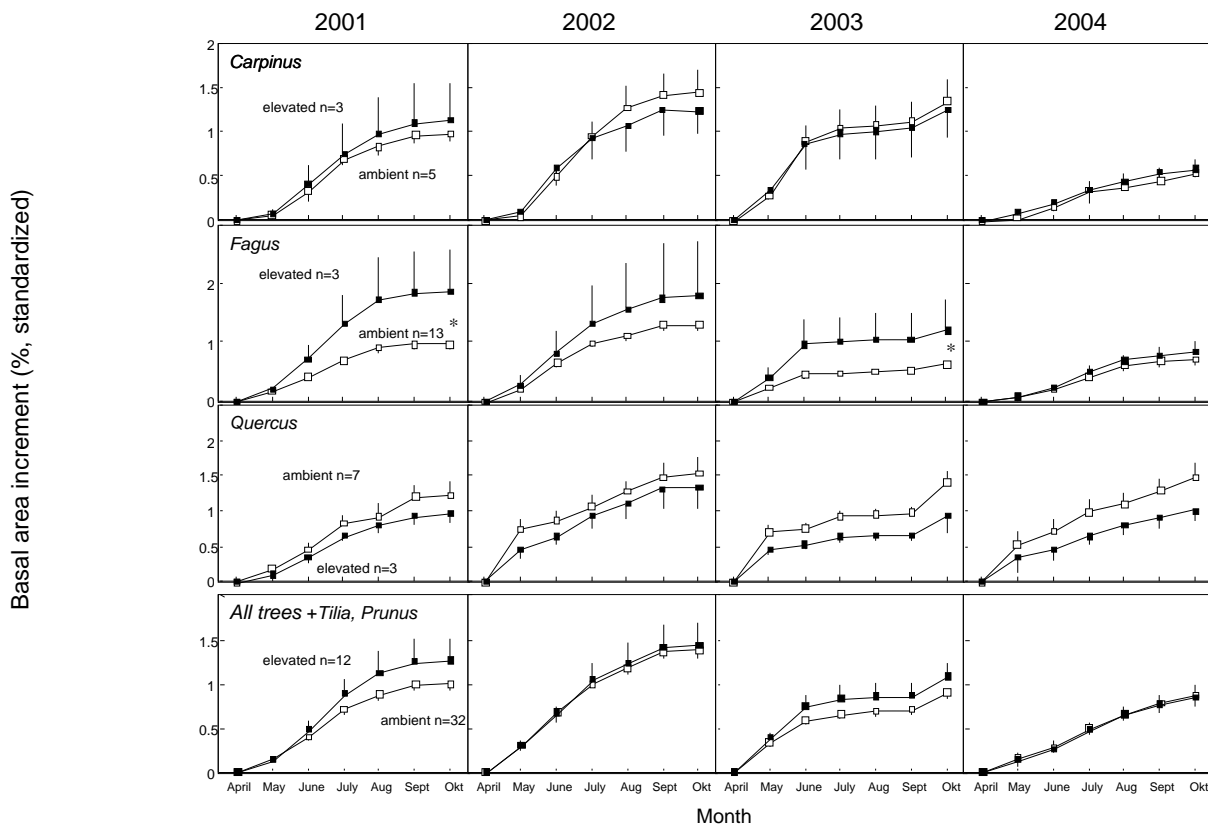 2001 2002 2003 2004
Basal area increment (%, standardized)
2
1.5
1
0.5
0
Carpinus
elevated n=3
ambient n=5
2
1
0
Fagus
elevated n=3
ambient n=13
*
*
2
1.5
1
0.5
0
Quercus
ambient n=7
elevated n=3
1.5
1
0.5
0
All trees +Tilia, Prunus
elevated n=12
ambient n=32
April May June July Aug Sept Okt April May June July Aug Sept Okt April May June July Aug Sept Okt April May June July Aug Sept Okt
Month